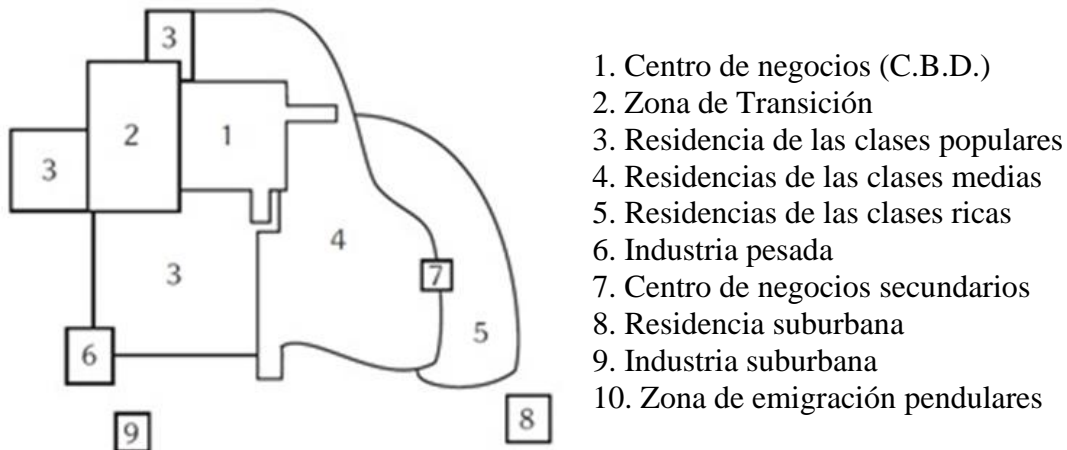 3
2
1
3
4
3
7
5
6
8
9
1. Centro de negocios (C.B.D.)
2. Zona de Transición
3. Residencia de las clases populares
4. Residencias de las clases medias
5. Residencias de las clases ricas
6. Industria pesada
7. Centro de negocios secundarios
8. Residencia suburbana
9. Industria suburbana
10. Zona de emigración pendulares